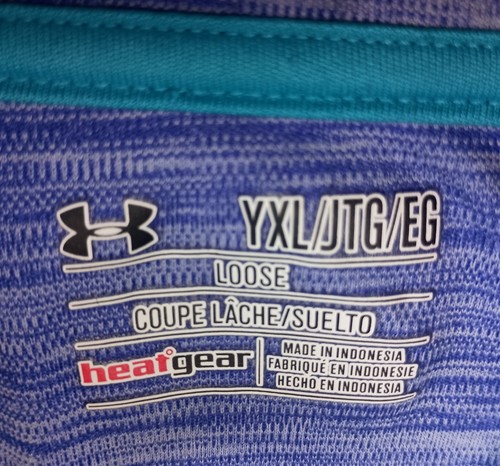 YXL/JTG/EG
LOOSE
COUPE LÂCHE/SUELTO
heatgear
MADE IN INDONESIA
FABRIQUÉ EN INDONESIE
HECHO EN INDONESIA